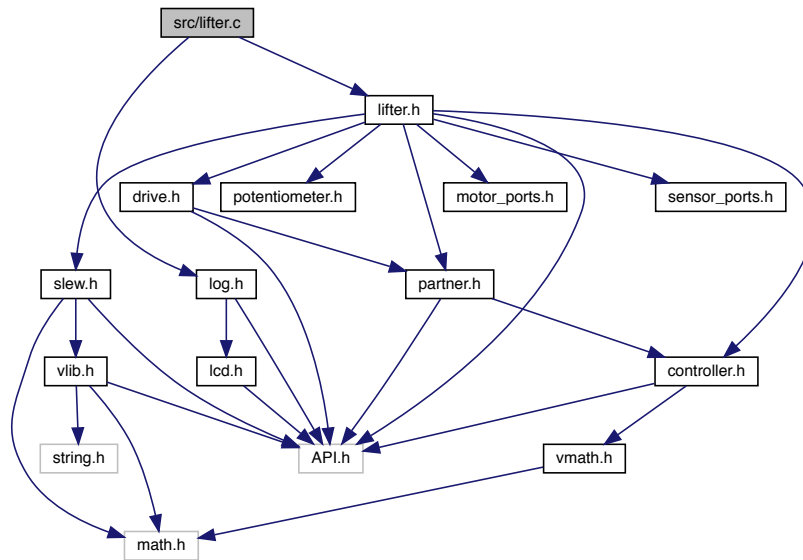 src/lifter.c
lifter.h
drive.h
potentiometer.h
motor_ports.h
sensor_ports.h
slew.h
log.h
partner.h
vlib.h
lcd.h
controller.h
string.h
API.h
vmath.h
math.h